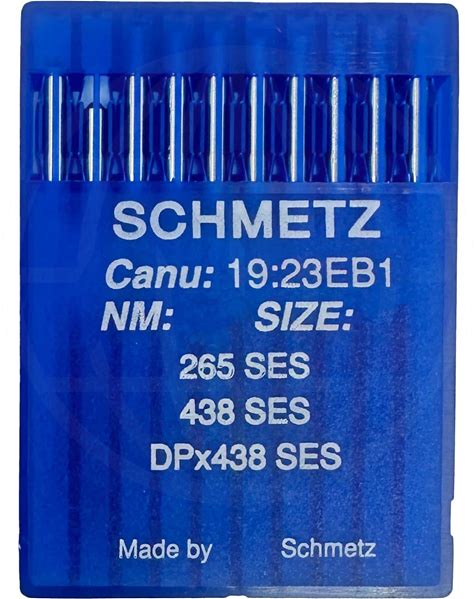 SCHMETZ
Canu: 19:23EB1
NM: SIZE:
265 SES
438 SES
DPx438 SES
Made by Schmetz